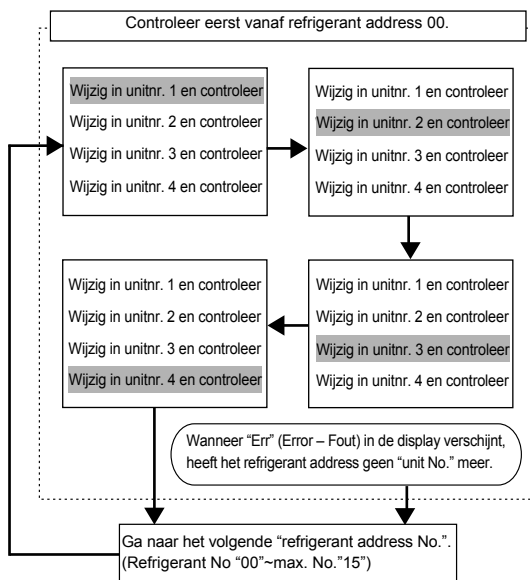 Controleer eerst vanaf refrigerant address 00.
Wijzig in unitnr. 1 en controleer
Wijzig in unitnr. 2 en controleer
Wijzig in unitnr. 3 en controleer
Wijzig in unitnr. 4 en controleer
Wijzig in unitnr. 1 en controleer
Wijzig in unitnr. 2 en controleer
Wijzig in unitnr. 3 en controleer
Wijzig in unitnr. 4 en controleer
Wijzig in unitnr. 1 en controleer
Wijzig in unitnr. 2 en controleer
Wijzig in unitnr. 3 en controleer
Wijzig in unitnr. 4 en controleer
Wijzig in unitnr. 1 en controleer
Wijzig in unitnr. 2 en controleer
Wijzig in unitnr. 3 en controleer
Wijzig in unitnr. 4 en controleer
Wanneer “Err” (Error – Fout) in de display verschijnt,
heeft het refrigerant address geen “unit No.” meer.
Ga naar het volgende “refrigerant address No.”.
(Refrigerant No “00”~max. No.”15”)